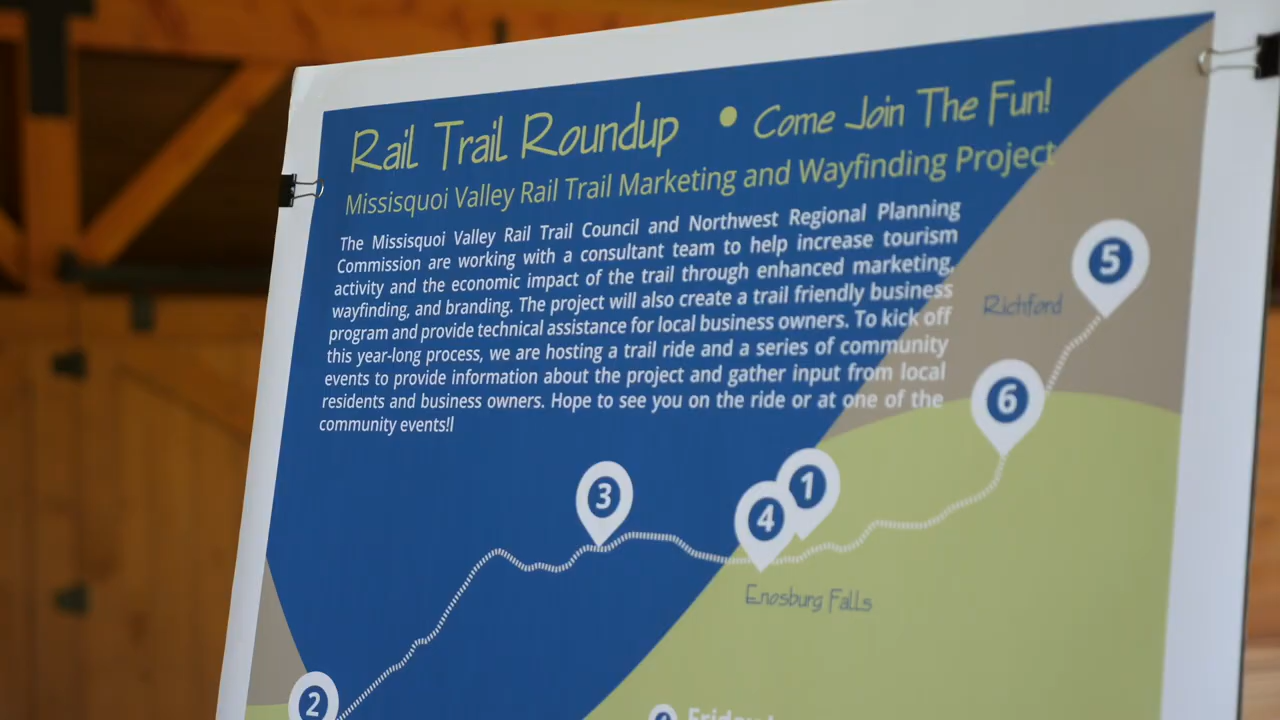 Rail Trail Roundup • Come Join The Fun!
Missisquoi Valley Rail Trail Marketing and Wayfinding Project
The Missisquoi Valley Rail Trail Council and Northwest Regional Planning
Commission are working with a consultant team to help increase tourism
activity and the economic impact of the trail through enhanced marketing,
wayfinding, and branding. The project will also create a trail friendly business
program and provide technical assistance for local business owners. To kick off
this year-long process, we are hosting a trail ride and a series of community
events to provide information about the project and gather input from local
residents and business owners. Hope to see you on the ride or at one of the
community events!l
5
Richford
6
1
3
4
Enosburg Falls
2